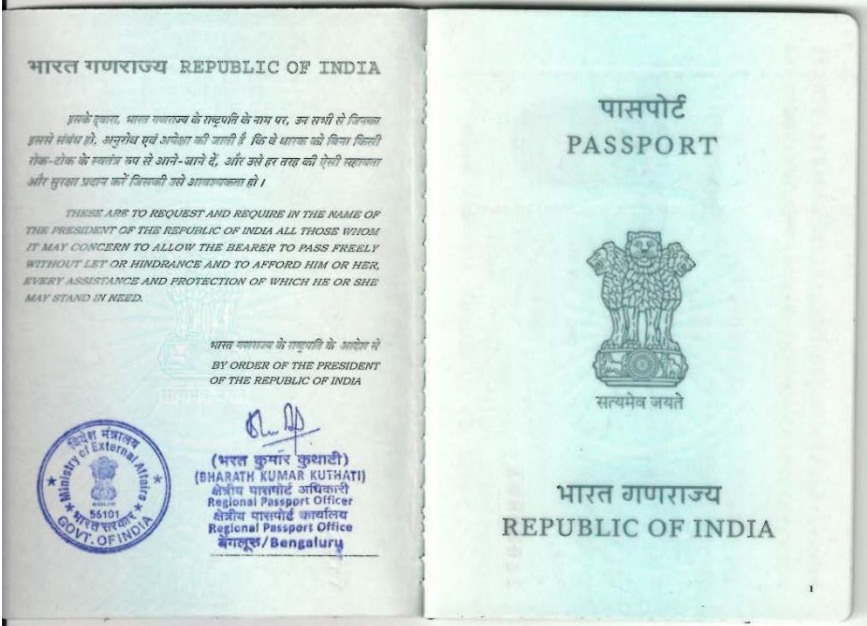 भारत गणराज्य REPUBLIC OF INDIA
इसके द्वारा, भारत गणराज्य के राष्ट्रपति के नाम पर, उन सभी से जिनका
इससे संबंध हो, अनुरोध एवं अपेक्षा की जाती है कि वे धारक को बिना किसी
रोक-टोक के स्वतंत्र रूप से आने-जाने दें, और उसे हर तरह की ऐसी सहायता
और सुरक्षा प्रदान करें जिसकी उसे आवश्यकता हो ।
THESE ARE TO REQUEST AND REQUIRE IN THE NAME OF
THE PRESIDENT OF THE REPUBLIC OF INDIA ALL THOSE WHOM
IT MAY CONCERN TO ALLOW THE BEARER TO PASS FREELY
WITHOUT LET OR HINDRANCE AND TO AFFORD HIM OR HER,
EVERY ASSISTANCE AND PROTECTION OF WHICH HE OR SHE
MAY STAND IN NEED.
भारत गणराज्य के राष्ट्रपति के आदेश से
BY ORDER OF THE PRESIDENT
OF THE REPUBLIC OF INDIA
विदेश मंत्रालय
Ministry of External Affairs
56101
भारत सरकार
GOVT. OF INDIA
(भरत कुमार कुथाटी)
(BHARATH KUMAR KUTHATI)
क्षेत्रीय पासपोर्ट अधिकारी
Regional Passport Officer
क्षेत्रीय पासपोर्ट कार्यालय
Regional Passport Office
बेंगलूरु/Bengaluru
पासपोर्ट
PASSPORT
सत्यमेव जयते
भारत गणराज्य
REPUBLIC OF INDIA
1